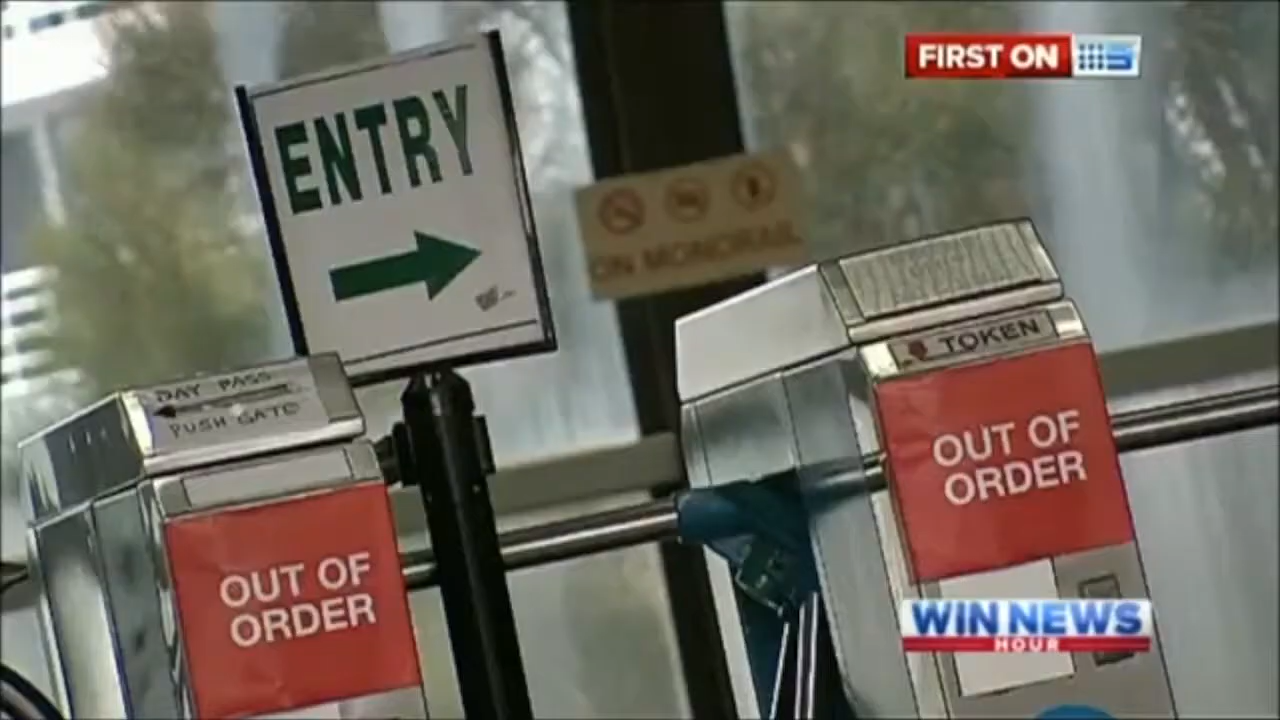 FIRST ON 9
ENTRY
ON MONORAIL
TOKEN
DAY PASS
PUSH GATE
OUT OF
ORDER
OUT OF
ORDER
WIN NEWS
HOUR